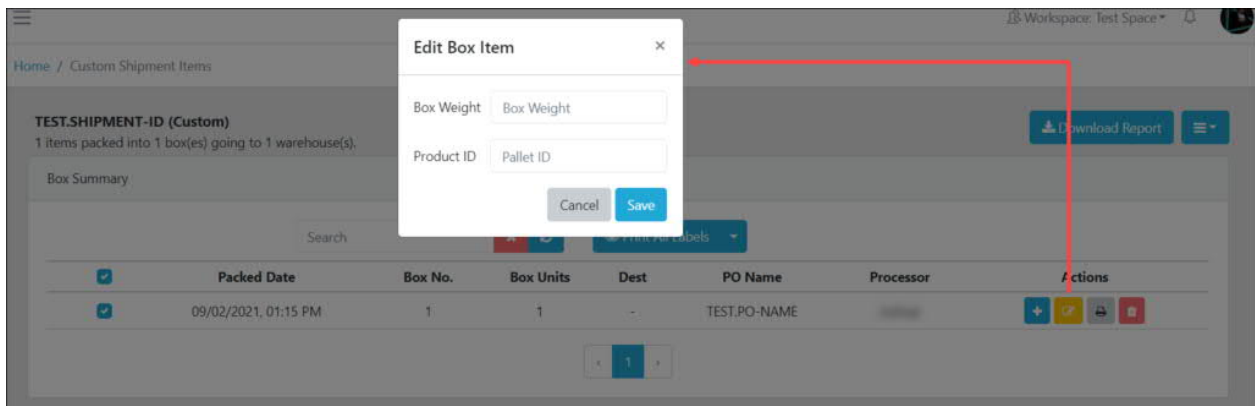 Workspace: Test Space
Home / Custom Shipment Items
Edit Box Item ×
Box Weight Box Weight
Product ID Pallet ID
Cancel Save
TEST.SHIPMENT-ID (Custom)
1 items packed into 1 box(es) going to 1 warehouse(s).
Download Report
Box Summary
Search
Print All Labels
Packed Date Box No. Box Units Dest PO Name Processor Actions
09/02/2021, 01:15 PM 1 1 - TEST.PO-NAME
‹ 1 ›